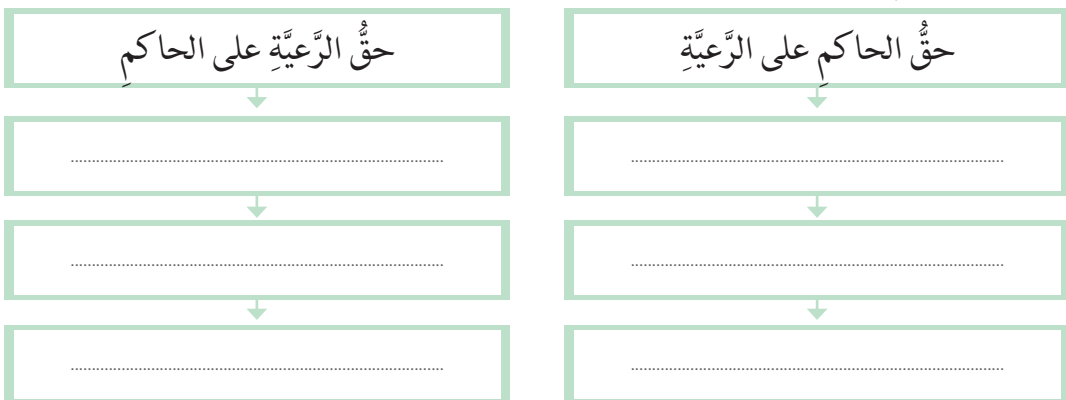 حقُّ الحاكمِ على الرَّعيَّةِ
حقُّ الرَّعيَّةِ على الحاكمِ